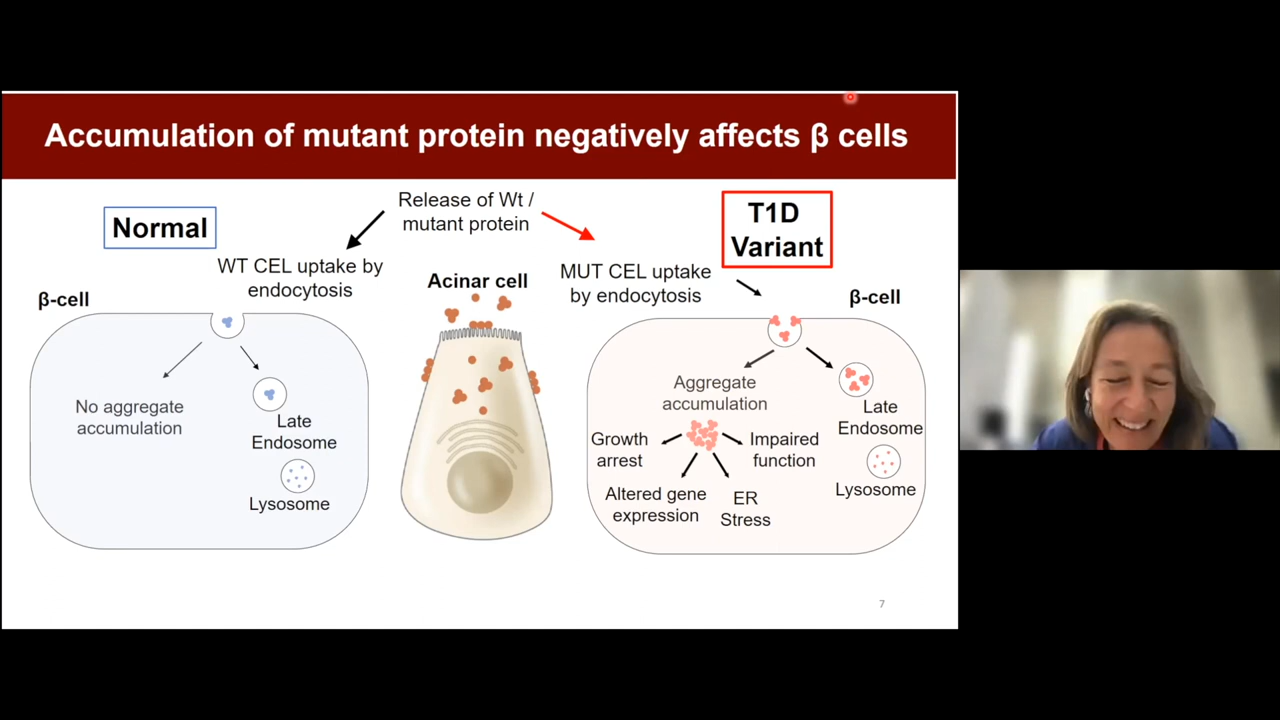 Accumulation of mutant protein negatively affects β cells
Normal
Release of Wt /
mutant protein
T1D
Variant
WT CEL uptake by
endocytosis
Acinar cell
MUT CEL uptake
by endocytosis
β-cell
No aggregate
accumulation
Late
Endosome
Lysosome
β-cell
Aggregate
accumulation
Growth
arrest
Impaired
function
Altered gene
expression
ER
Stress
Late
Endosome
Lysosome
7